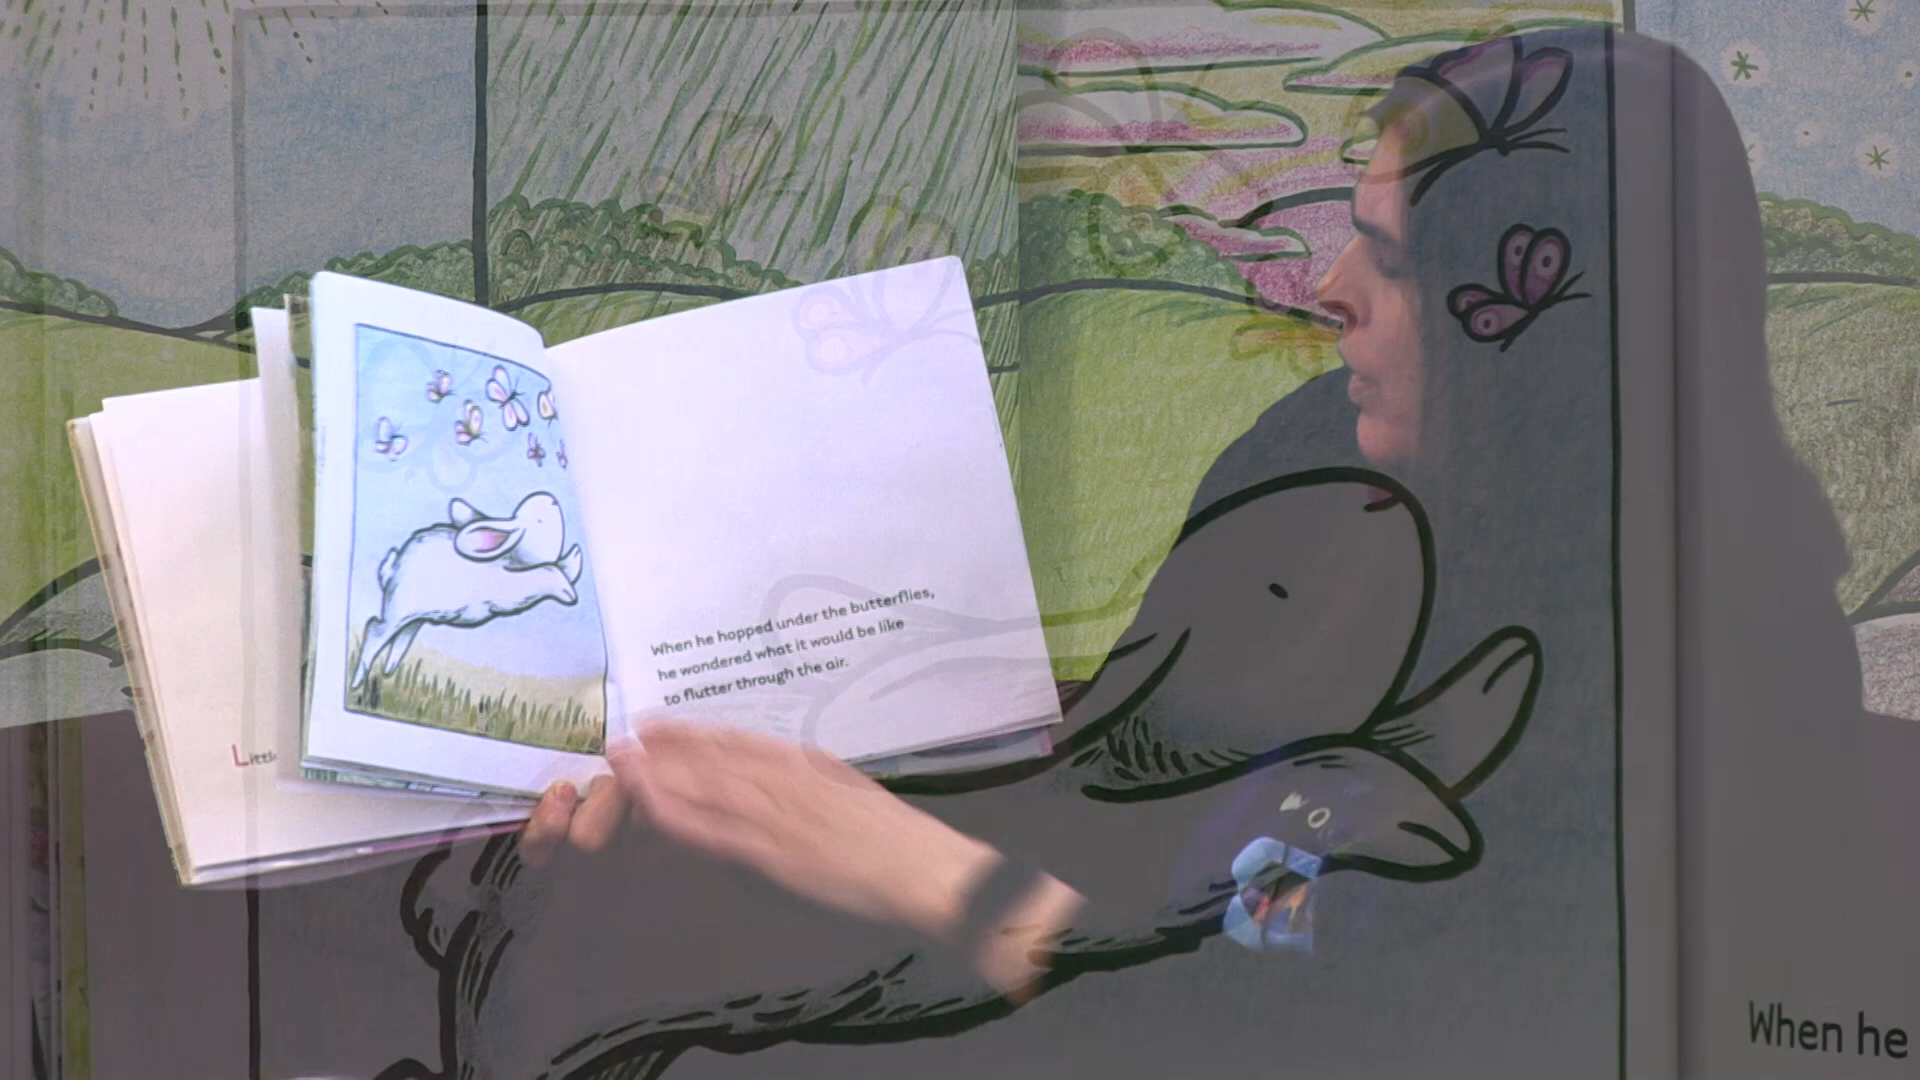 When he hopped under the butterflies,
he wondered what it would be like
to flutter through the air.
When he